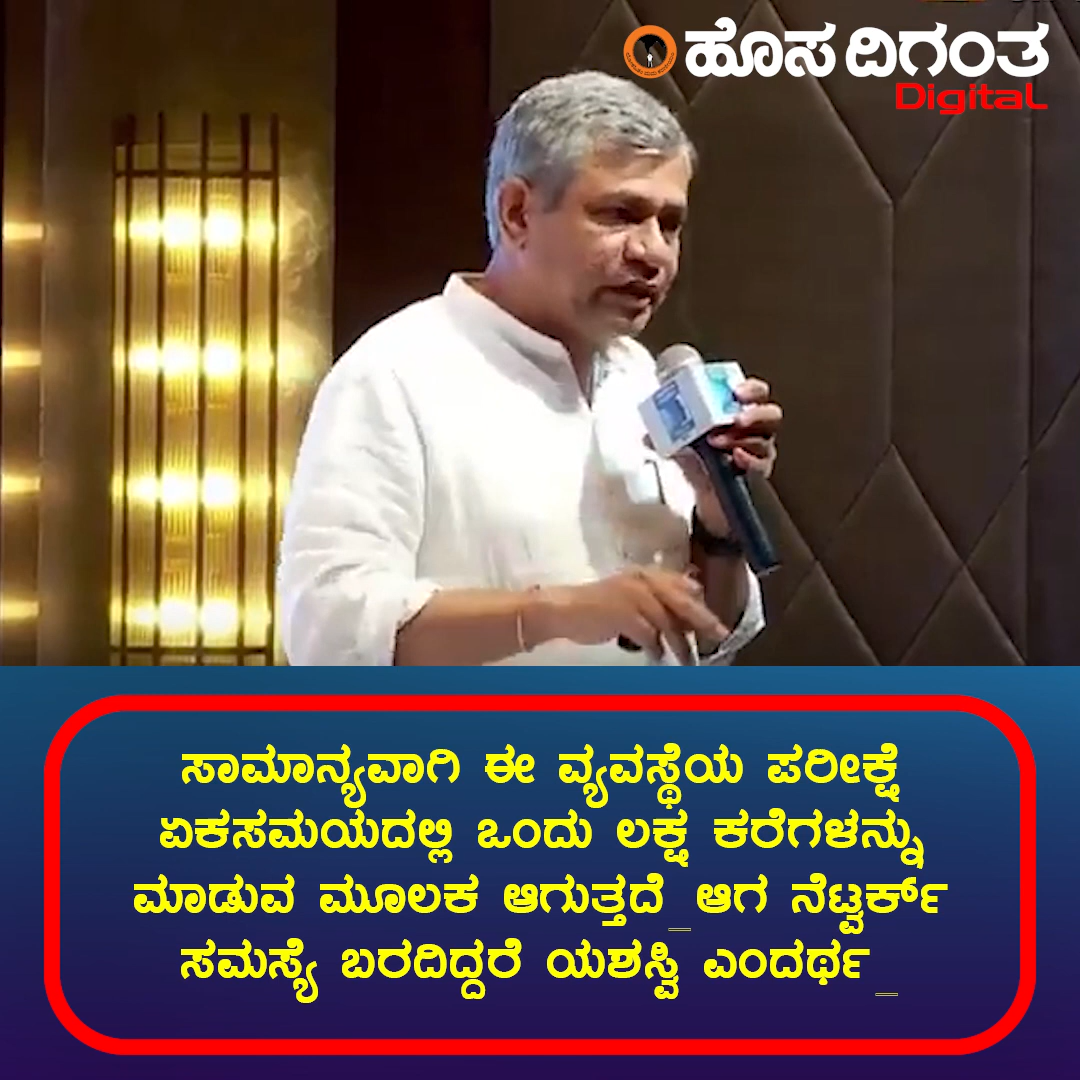 ಹೊಸ ದಿಗಂತ
Digital
ಸಾಮಾನ್ಯವಾಗಿ ಈ ವ್ಯವಸ್ಥೆಯ ಪರೀಕ್ಷೆ
ಏಕಸಮಯದಲ್ಲಿ ಒಂದು ಲಕ್ಷ ಕರೆಗಳನ್ನು
ಮಾಡುವ ಮೂಲಕ ಆಗುತ್ತದೆ_ಆಗ ನೆಟ್ವರ್ಕ್
ಸಮಸ್ಯೆ ಬರದಿದ್ದರೆ ಯಶಸ್ವಿ ಎಂದರ್ಥ_